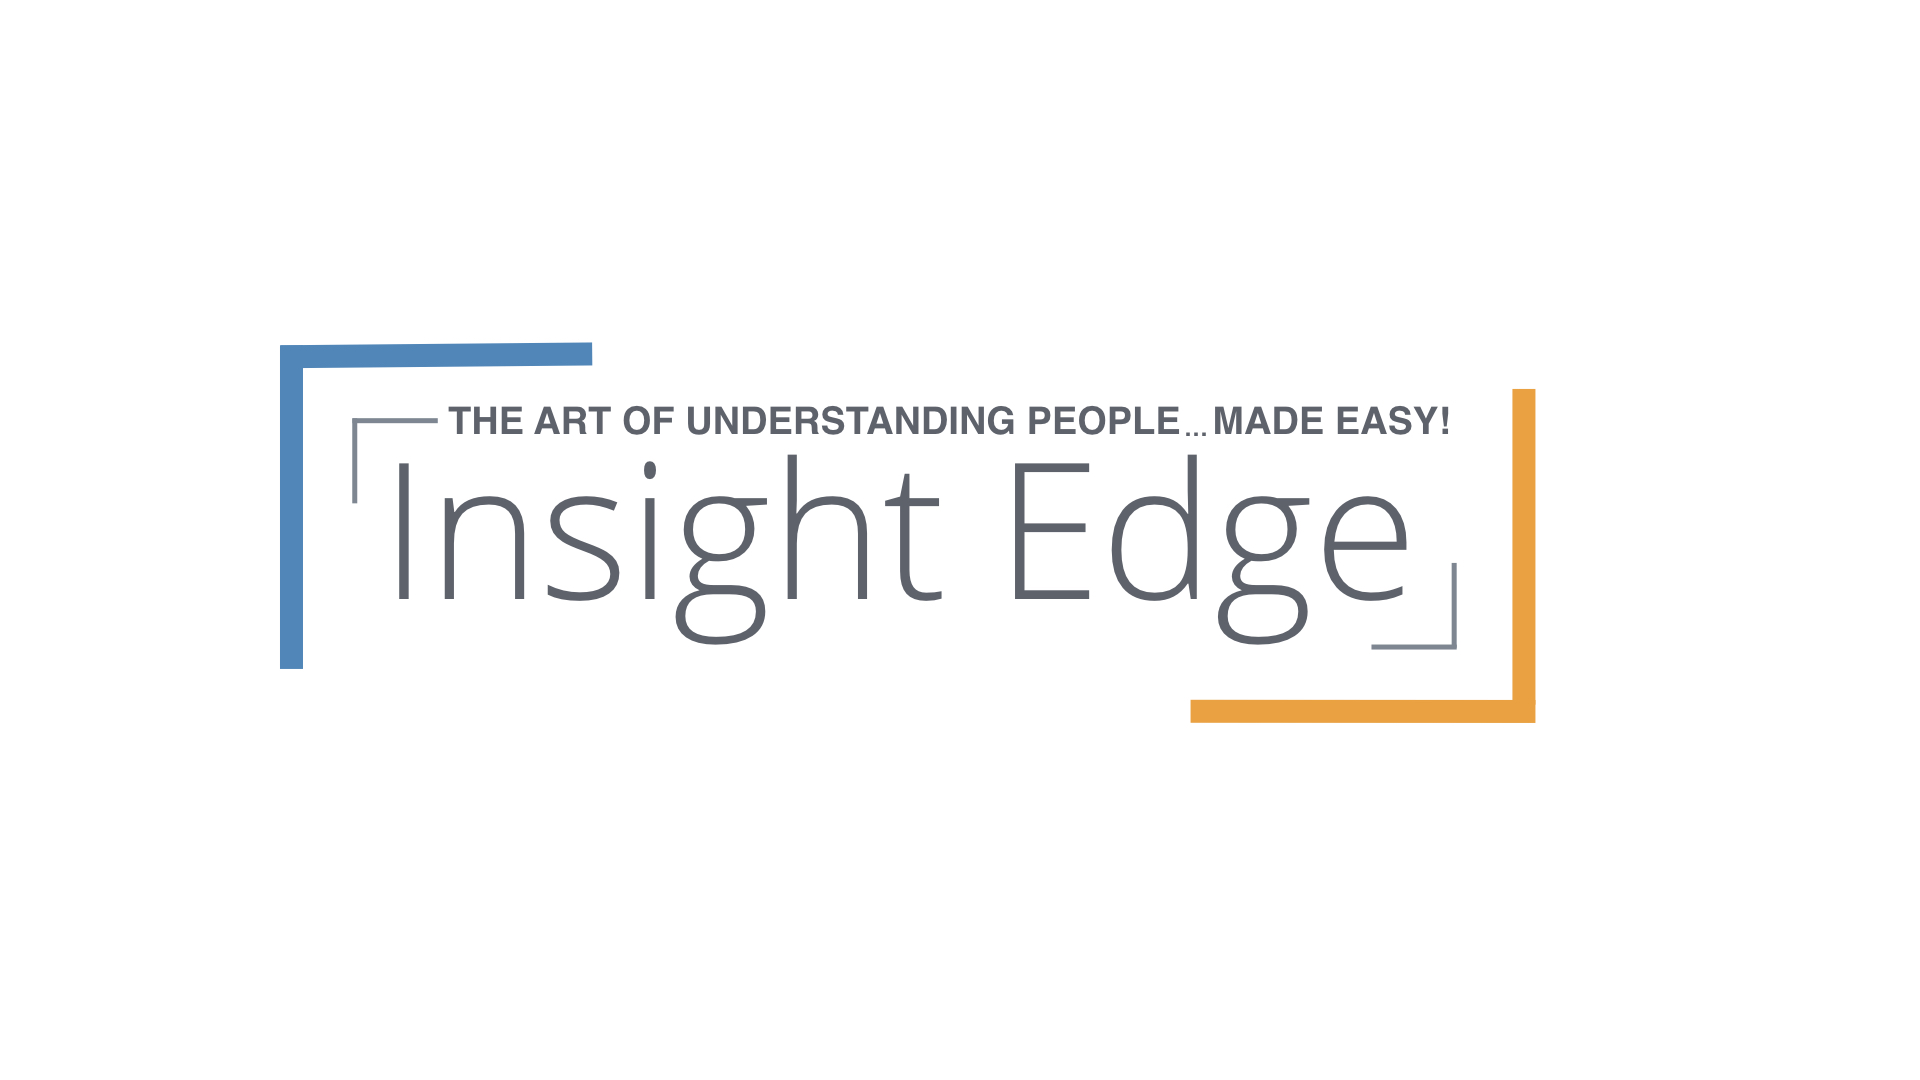 THE ART OF UNDERSTANDING PEOPLE...MADE EASY!
Insight Edge